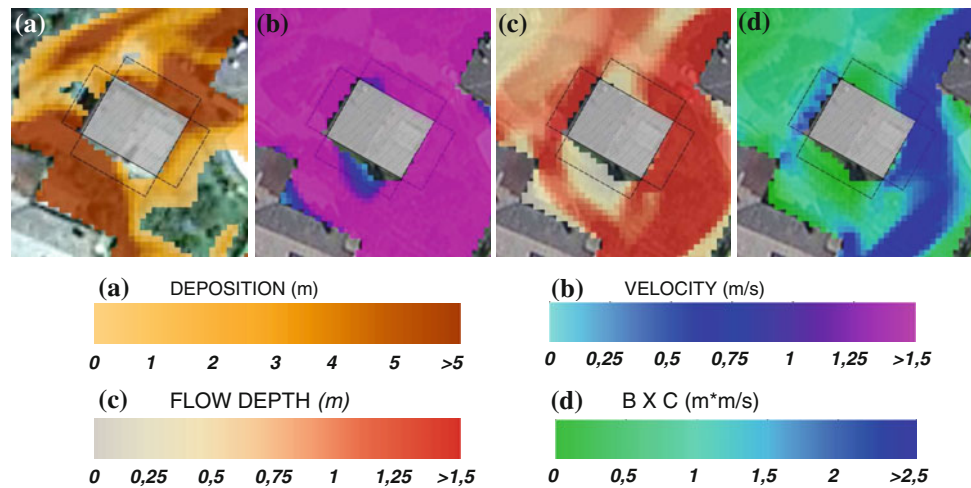 (a) (b) (c) (d)
(a) DEPOSITION (m)
0 1 2 3 4 5 >5
(b) VELOCITY (m/s)
0 0,25 0,5 0,75 1 1,25 >1,5
(c) FLOW DEPTH (m)
0 0,25 0,5 0,75 1 1,25 >1,5
(d) B X C (m*m/s)
0 0,5 1 1,5 2 >2,5